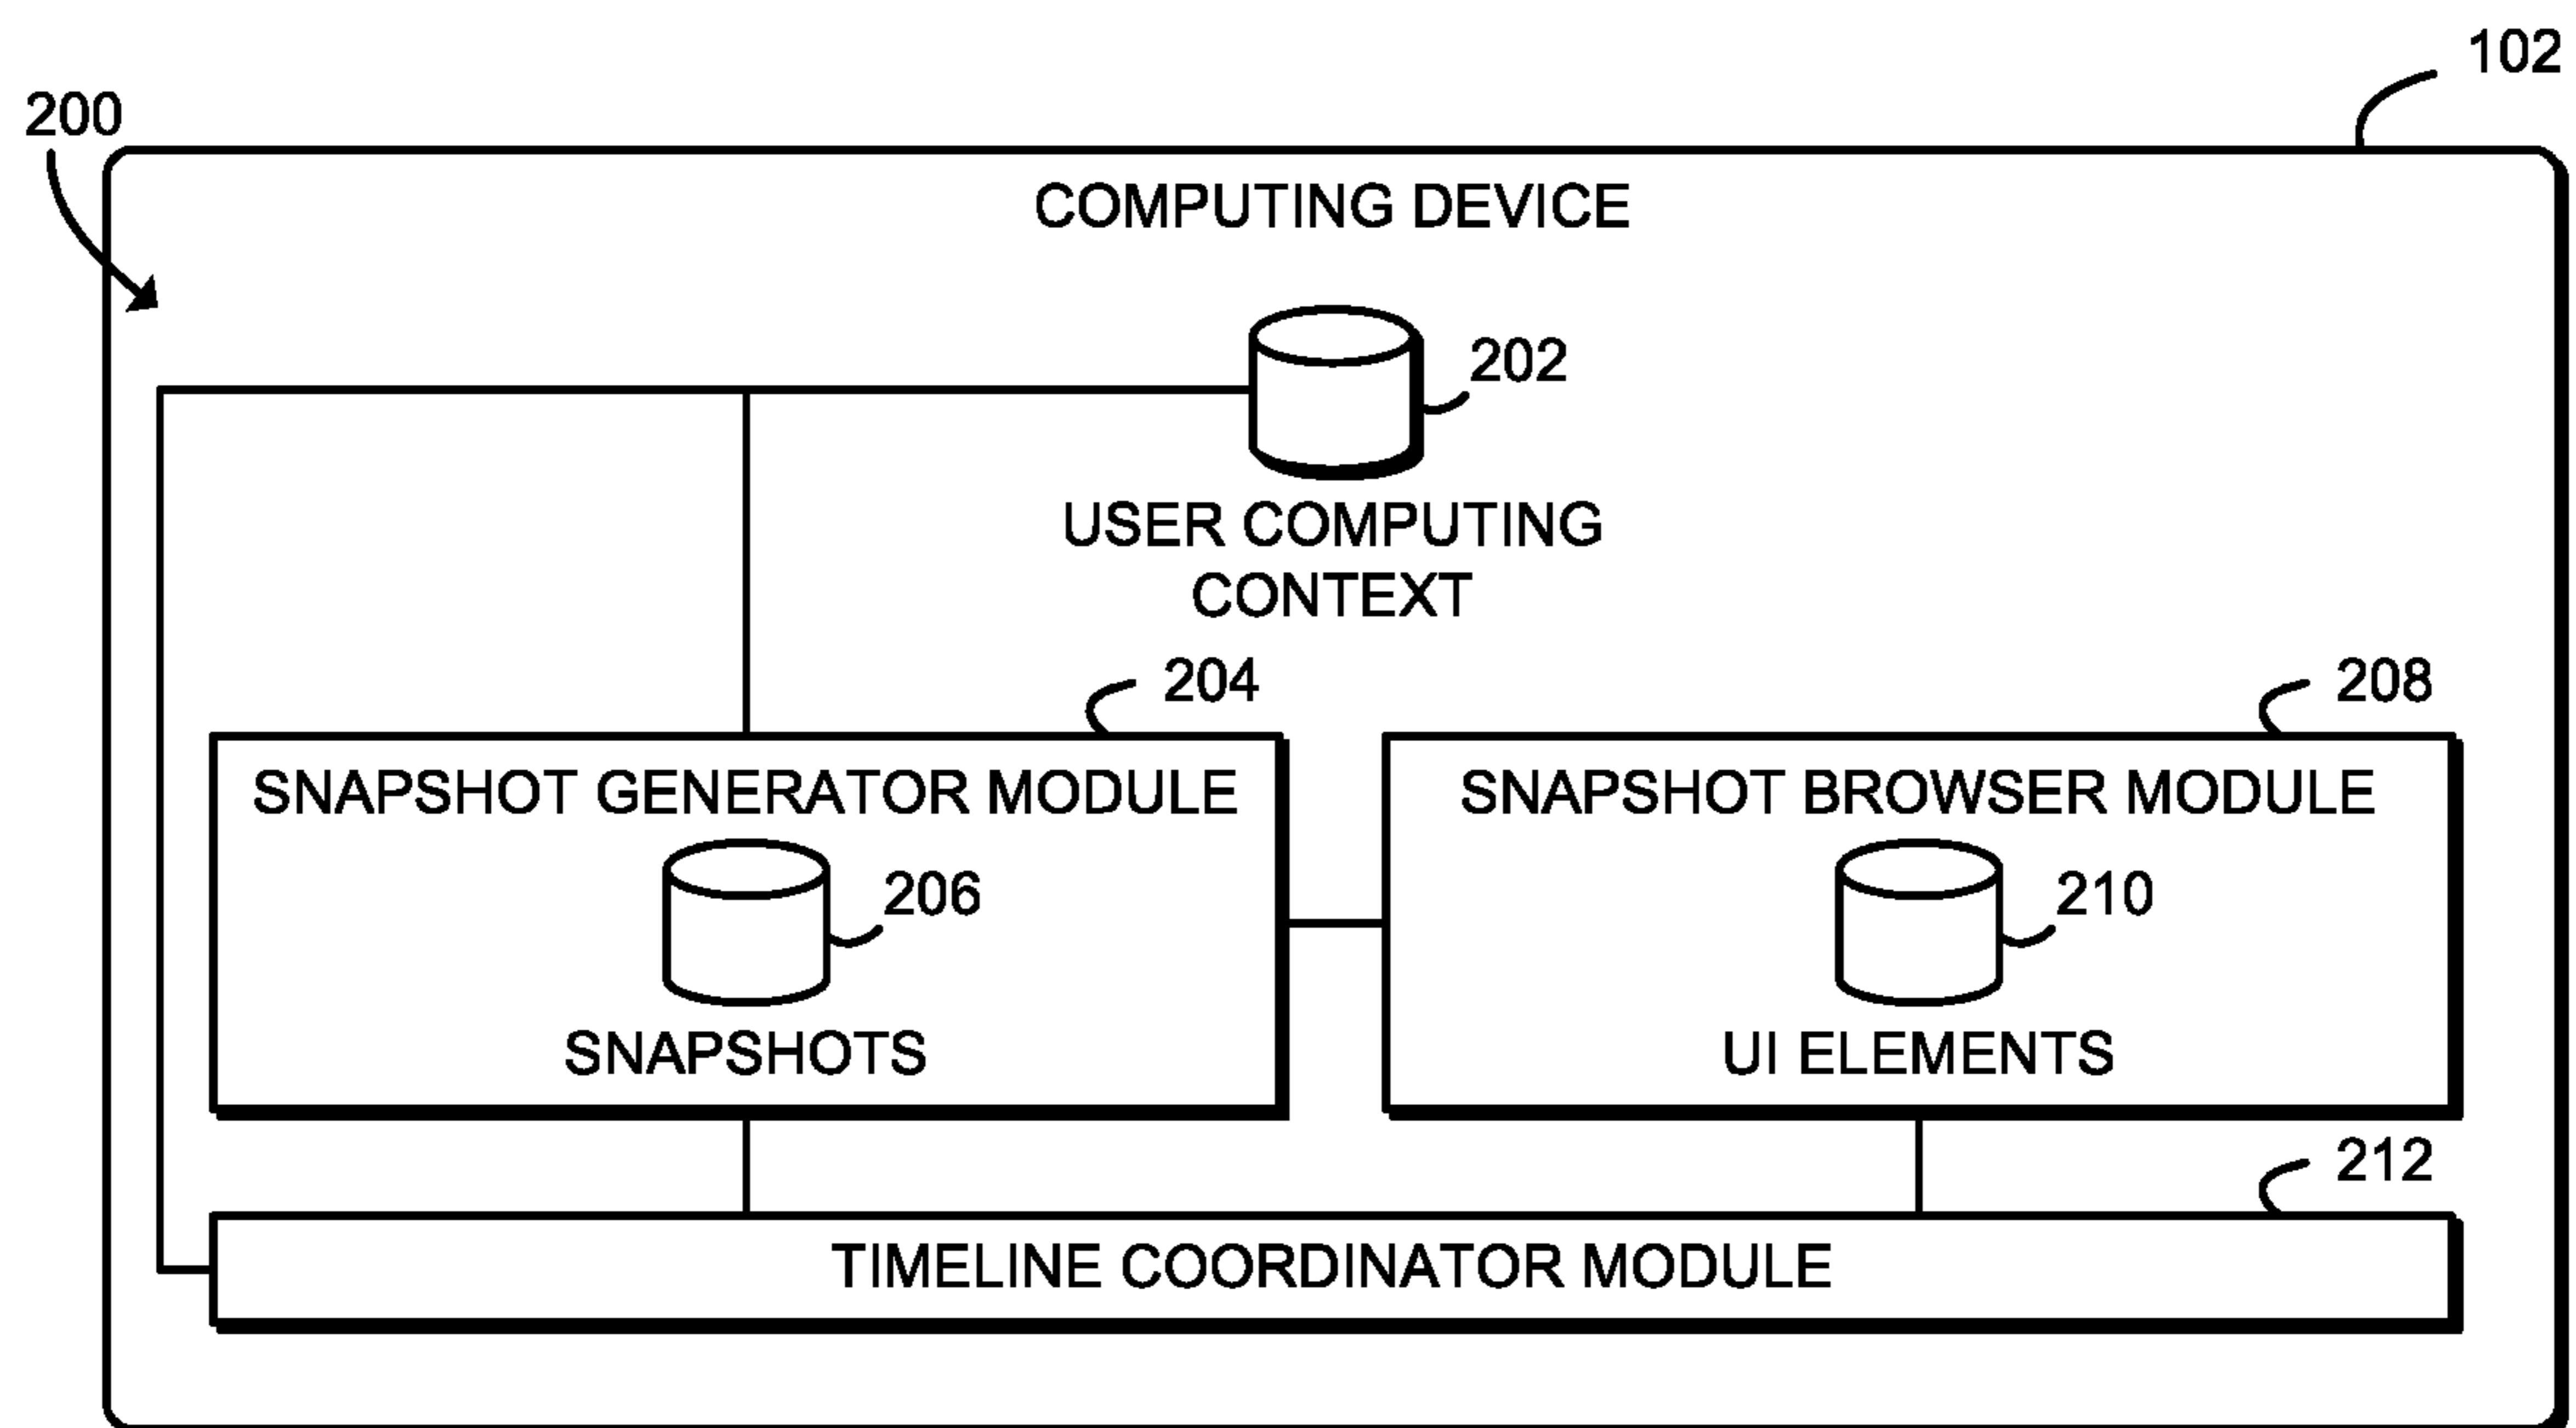 102
200
COMPUTING DEVICE
202
USER COMPUTING
CONTEXT
204
208
SNAPSHOT GENERATOR MODULE
SNAPSHOT BROWSER MODULE
206
210
SNAPSHOTS
UI ELEMENTS
212
TIMELINE COORDINATOR MODULE